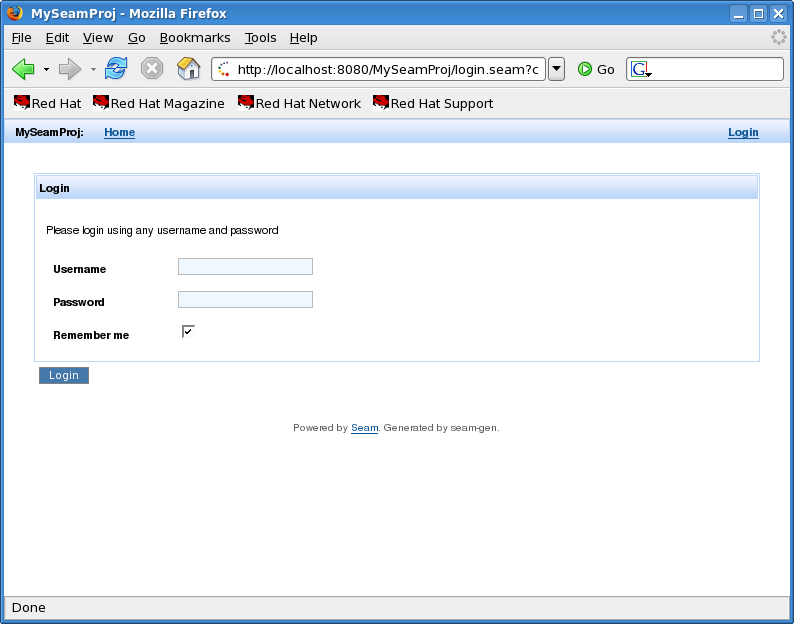 MySeamProj - Mozilla Firefox
File Edit View Go Bookmarks Tools Help
http://localhost:8080/MySeamProj/login.seam?c Go G
Red Hat Red Hat Magazine Red Hat Network Red Hat Support
MySeamProj: Home Login
Login
Please login using any username and password
Username
Password
Remember me
Login
Powered by Seam. Generated by seam-gen.
Done